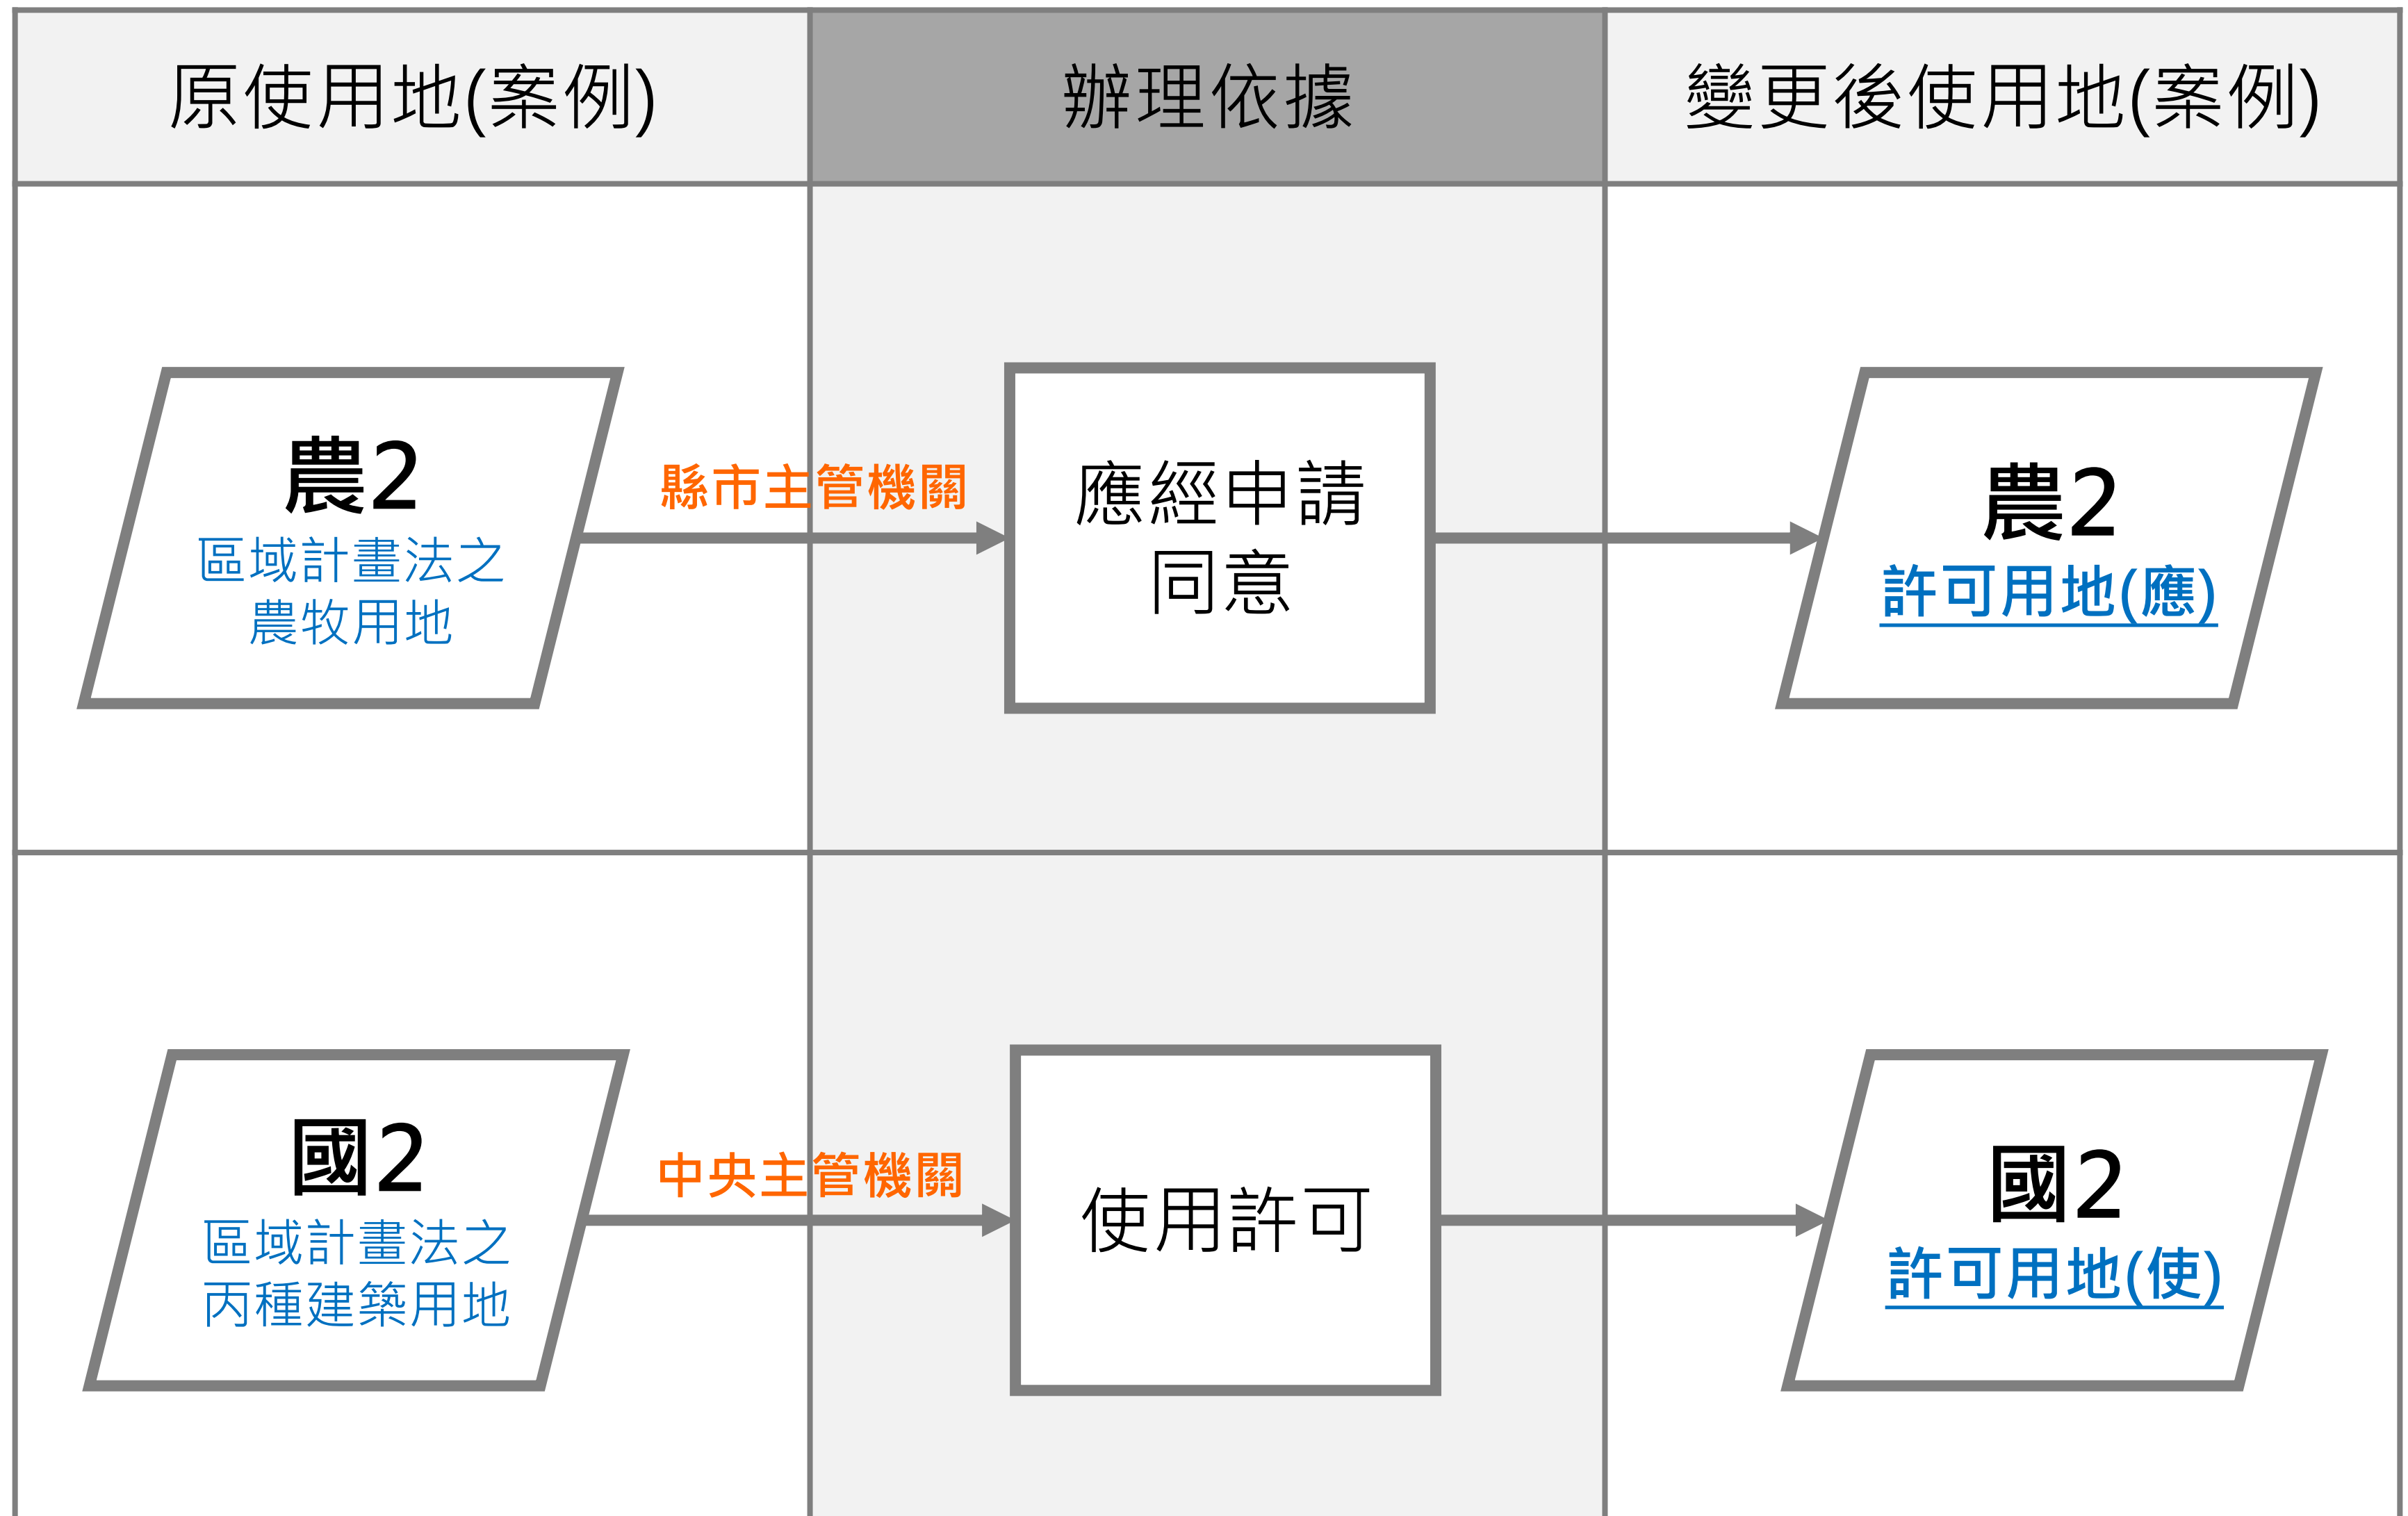 原使用地(案例)
辦理依據
變更後使用地(案例)
農2
區域計畫法之
農牧用地
縣市主管機關
應經申請
同意
農2
許可用地(應)
國2
區域計畫法之
丙種建築用地
中央主管機關
使用許可
國2
許可用地(使)